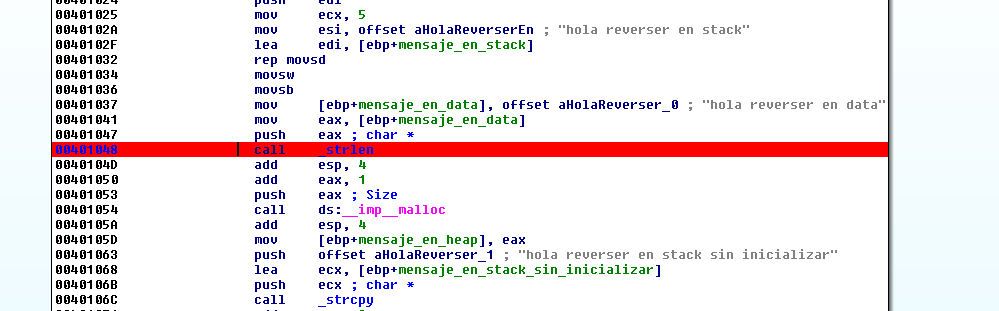 00401024 push edi
00401025 mov ecx, 5
0040102A mov esi, offset aHolaReverserEn ; "hola reverser en stack"
0040102F lea edi, [ebp+mensaje_en_stack]
00401032 rep movsd
00401034 movsw
00401036 movsb
00401037 mov [ebp+mensaje_en_data], offset aHolaReverser_0 ; "hola reverser en data"
00401041 mov eax, [ebp+mensaje_en_data]
00401047 push eax ; char *
00401048 call _strlen
0040104D add esp, 4
00401050 add eax, 1
00401053 push eax ; Size
00401054 call ds:__imp__malloc
0040105A add esp, 4
0040105D mov [ebp+mensaje_en_heap], eax
00401063 push offset aHolaReverser_1 ; "hola reverser en stack sin inicializar"
00401068 lea ecx, [ebp+mensaje_en_stack_sin_inicializar]
0040106B push ecx ; char *
0040106C call _strcpy